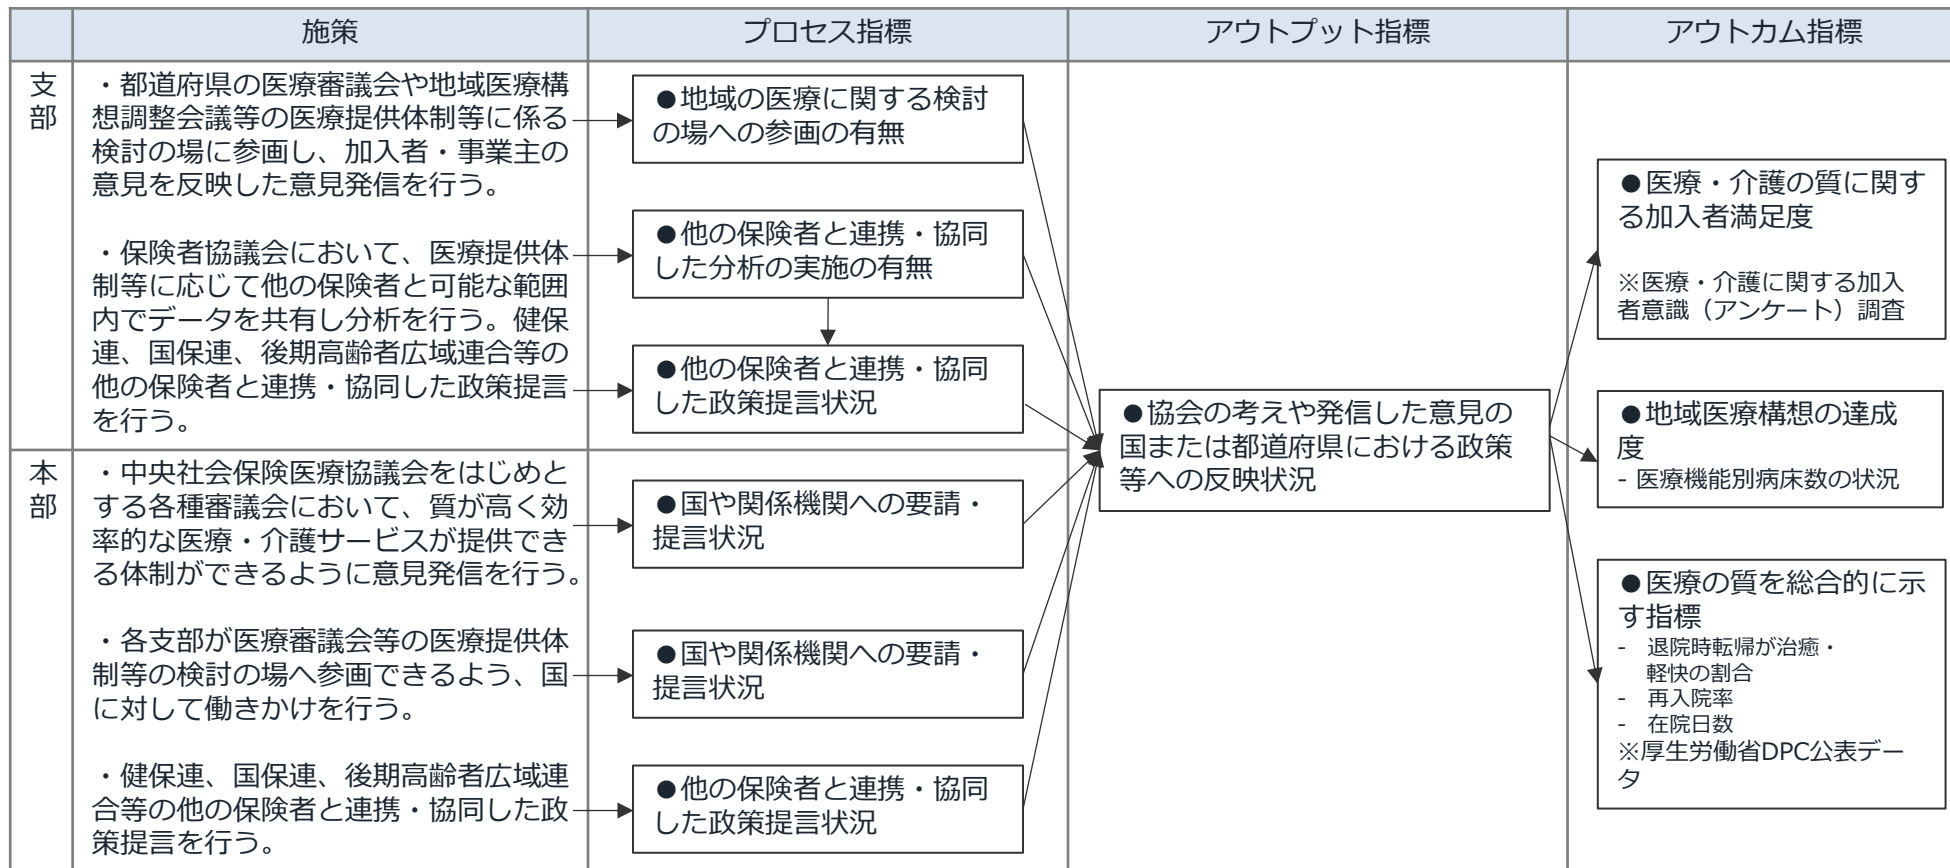 施策
プロセス指標
アウトプット指標
アウトカム指標
支
部
・都道府県の医療審議会や地域医療構
想調整会議等の医療提供体制等に係る
検討の場に参画し、加入者・事業主の
意見を反映した意見発信を行う。
・保険者協議会において、医療提供体
制等に応じて他の保険者と可能な範囲
内でデータを共有し分析を行う。健保
連、国保連、後期高齢者広域連合等の
他の保険者と連携・協同した政策提言
を行う。
●地域の医療に関する検討
の場への参画の有無
●他の保険者と連携・協同
した分析の実施の有無
●他の保険者と連携・協同
した政策提言状況
本
部
・中央社会保険医療協議会をはじめと
する各種審議会において、質が高く効
率的な医療・介護サービスが提供でき
る体制ができるように意見発信を行う。
・各支部が医療審議会等の医療提供体
制等の検討の場へ参画できるよう、国
に対して働きかけを行う。
・健保連、国保連、後期高齢者広域連
合等の他の保険者と連携・協同した政
策提言を行う。
●国や関係機関への要請・
提言状況
●国や関係機関への要請・
提言状況
●他の保険者と連携・協同
した政策提言状況
●協会の考えや発信した意見の
国または都道府県における政策
等への反映状況
●医療・介護の質に関す
る加入者満足度
※医療・介護に関する加入
者意識（アンケート）調査
●地域医療構想の達成
度
- 医療機能別病床数の状況
●医療の質を総合的に示
す指標
- 退院時転帰が治癒・
軽快の割合
- 再入院率
- 在院日数
※厚生労働省DPC公表デー
タ